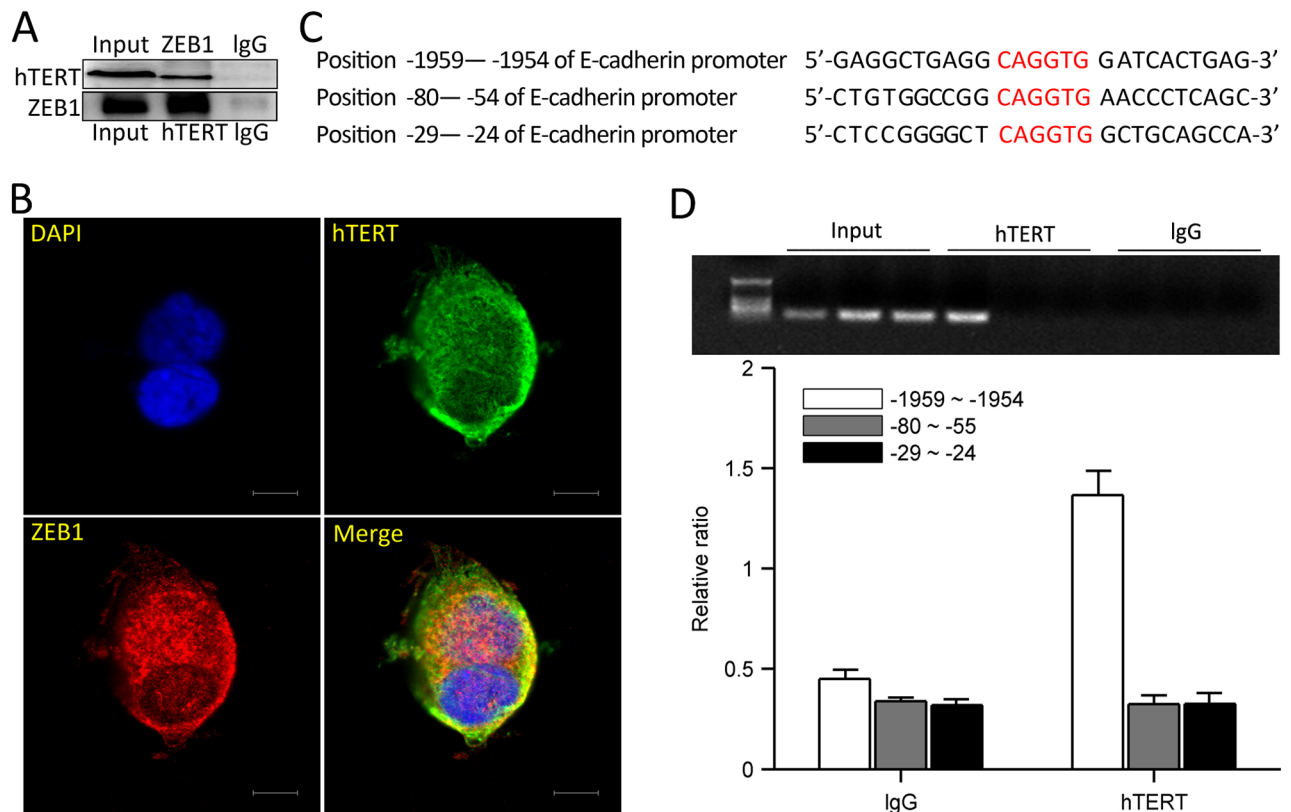 A
Input ZEB1 IgG
hTERT
ZEB1
Input hTERT IgG
C
Position -1959— -1954 of E-cadherin promoter 5’-GAGGCTGAGG CAGGTG GATCACTGAG-3’
Position -80— -54 of E-cadherin promoter 5’-CTGTGGCCGG CAGGTG AACCCTCAGC-3’
Position -29— -24 of E-cadherin promoter 5’-CTCCGGGGCT CAGGTG GCTGCAGCCA-3’
B
DAPI
hTERT
ZEB1
Merge
D
Input hTERT IgG
2
1.5
1
0.5
0
Relative ratio
-1959 ~ -1954
-80 ~ -55
-29 ~ -24
IgG hTERT